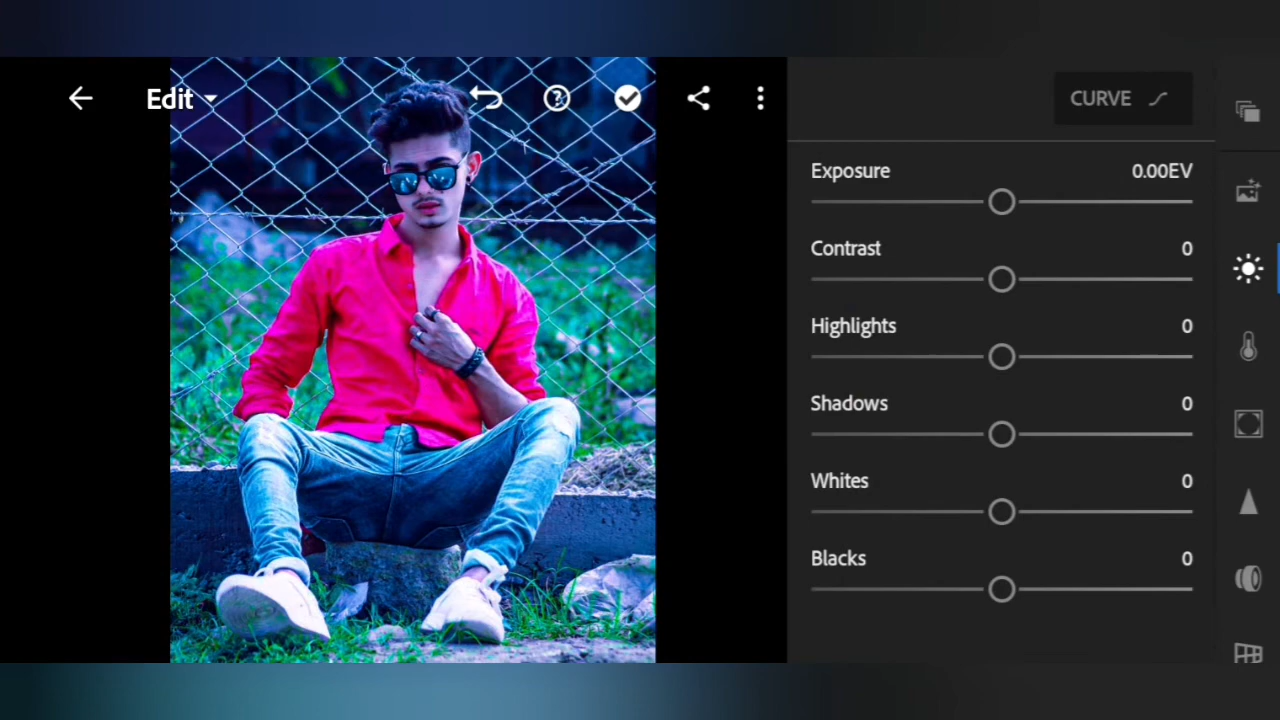 Edit
CURVE
Exposure 0.00EV
Contrast 0
Highlights 0
Shadows 0
Whites 0
Blacks 0